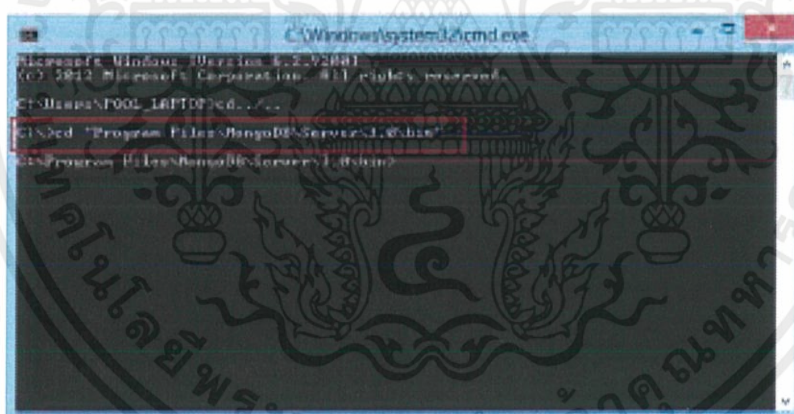 C:\Windows\system32\cmd.exe
Microsoft Windows [Version 6.2.9200]
(c) 2012 Microsoft Corporation. All rights reserved.
C:\Users\POOL_LAPTOP>cd../..
C:\>cd "Program Files\MongoDB\Server\3.0\bin"
C:\Program Files\MongoDB\Server\3.0\bin>